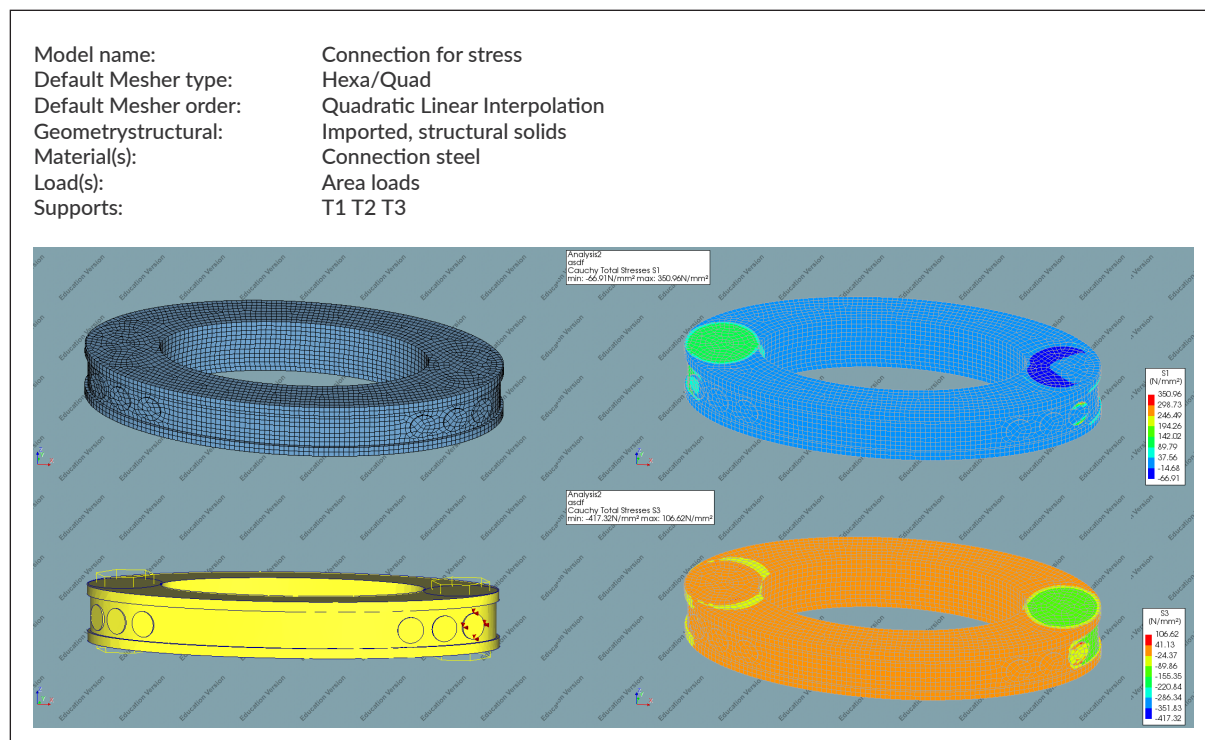 Model name: Connection for stress
Default Mesher type: Hexa/Quad
Default Mesher order: Quadratic Linear Interpolation
Geometrystructural: Imported, structural solids
Material(s): Connection steel
Load(s): Area loads
Supports: T1 T2 T3
Analysis2
asdf
Cauchy Total Stresses S1
min: -66.91N/mm² max: 350.96N/mm²
S1
(N/mm²)
350.96
298.73
246.49
194.26
142.02
89.79
37.56
-14.68
-66.91
Analysis2
asdf
Cauchy Total Stresses S3
min: -417.32N/mm² max: 106.62N/mm²
S3
(N/mm²)
106.62
41.13
-24.37
-89.86
-155.35
-220.84
-286.34
-351.83
-417.32
Education Version